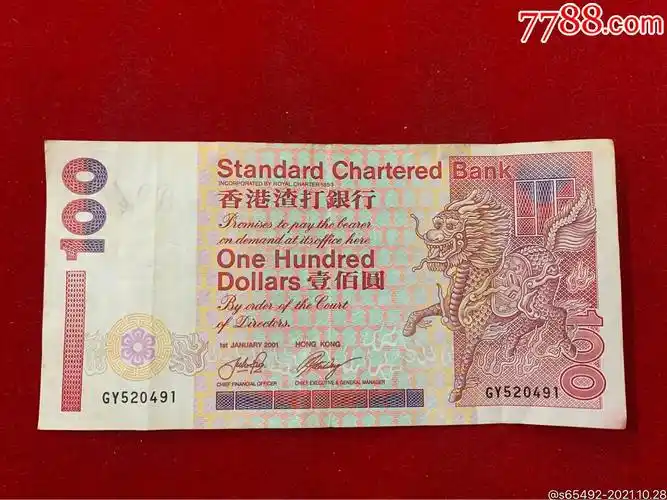 7788.com
100
Standard Chartered Bank
INCORPORATED BY ROYAL CHARTER 1853
香港渣打銀行
Promises to pay the bearer
on demand at its office here
One Hundred
Dollars 壹佰圓
By order of the Court
of Directors.
1st JANUARY 2001 HONG KONG
CHIEF FINANCIAL OFFICER CHIEF EXECUTIVE & GENERAL MANAGER
GY520491
GY520491
100
@s65492-2021.10.28